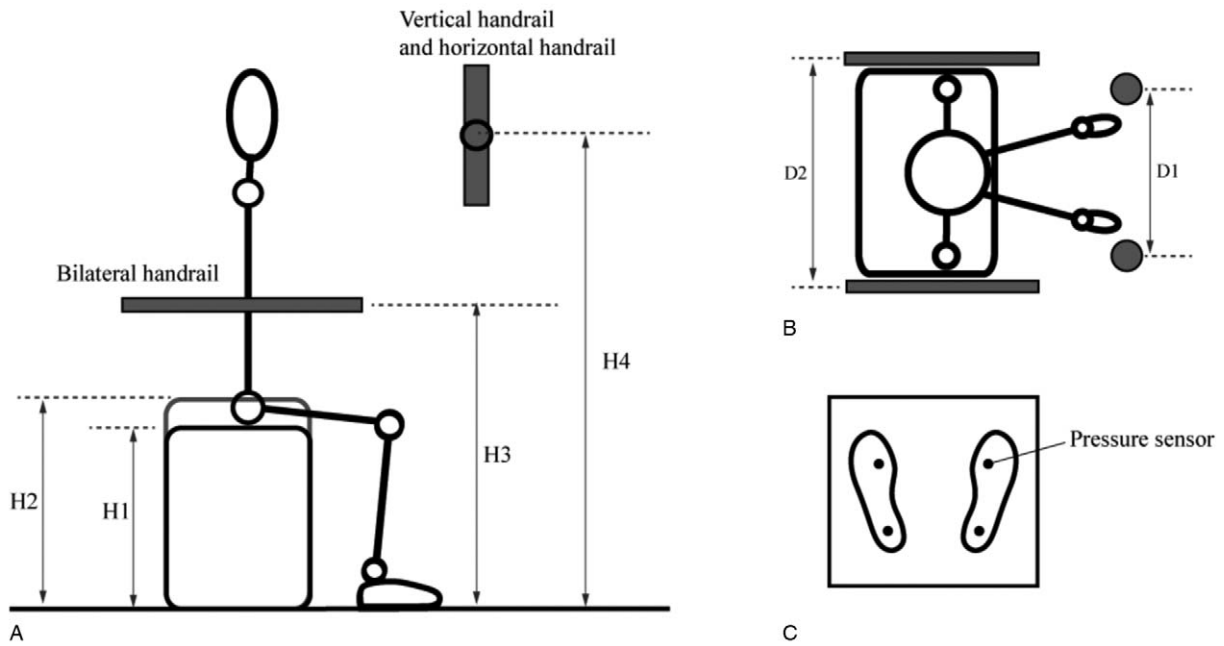 Vertical handrail
and horizontal handrail
Bilateral handrail
H4
H3
H2
H1
A
D2
D1
B
Pressure sensor
C